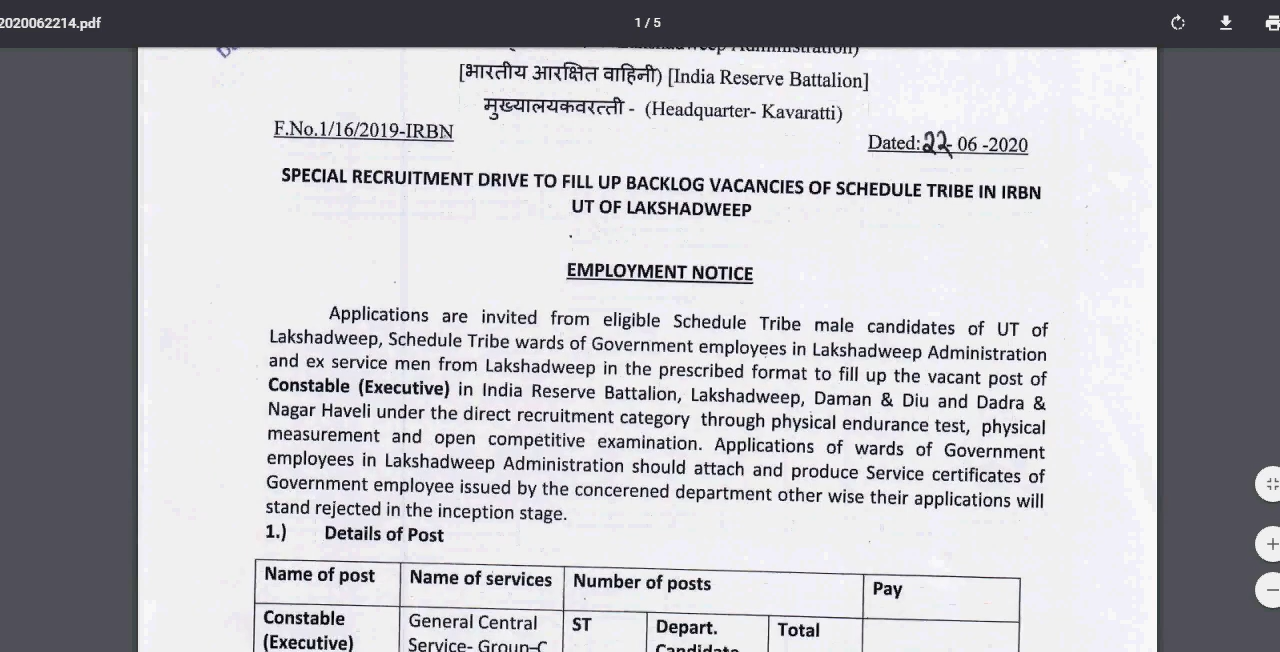 2020062214.pdf
1 / 5
Lakshadweep Administration)
[भारतीय आरक्षित वाहिनी) [India Reserve Battalion]
मुख्यालयकवरत्ती - (Headquarter- Kavaratti)
F.No.1/16/2019-IRBN
Dated:22- 06 -2020
SPECIAL RECRUITMENT DRIVE TO FILL UP BACKLOG VACANCIES OF SCHEDULE TRIBE IN IRBN
UT OF LAKSHADWEEP
EMPLOYMENT NOTICE
Applications are invited from eligible Schedule Tribe male candidates of UT of
Lakshadweep, Schedule Tribe wards of Government employees in Lakshadweep Administration
and ex service men from Lakshadweep in the prescribed format to fill up the vacant post of
Constable (Executive) in India Reserve Battalion, Lakshadweep, Daman & Diu and Dadra &
Nagar Haveli under the direct recruitment category through physical endurance test, physical
measurement and open competitive examination. Applications of wards of Government
employees in Lakshadweep Administration should attach and produce Service certificates of
Government employee issued by the concerened department other wise their applications will
stand rejected in the inception stage.
1.) Details of Post
Name of post Name of services Number of posts Pay
Constable General Central ST Depart. Total
(Executive) Service- Group–C Candidate